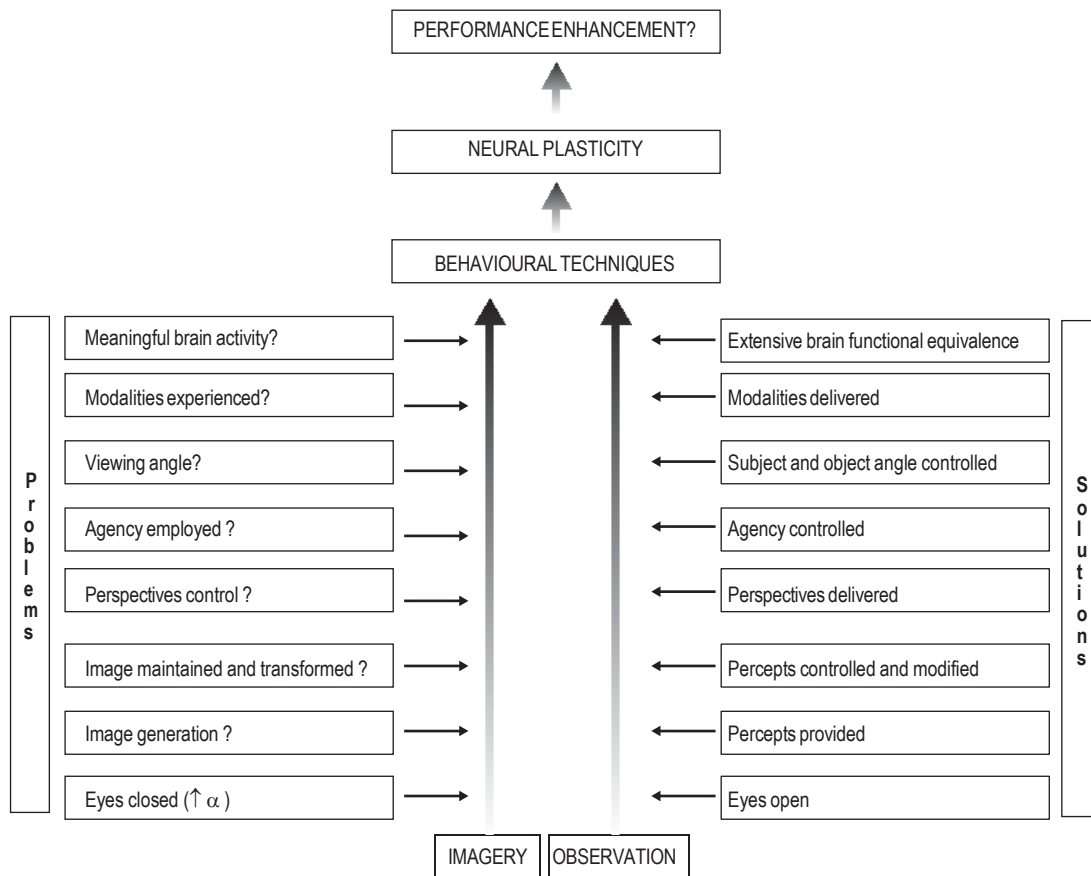 PERFORMANCE ENHANCEMENT?
NEURAL PLASTICITY
BEHAVIOURAL TECHNIQUES
Problems
Meaningful brain activity?
Modalities experienced?
Viewing angle?
Agency employed ?
Perspectives control ?
Image maintained and transformed ?
Image generation ?
Eyes closed (↑ α )
Extensive brain functional equivalence
Modalities delivered
Subject and object angle controlled
Agency controlled
Perspectives delivered
Percepts controlled and modified
Percepts provided
Eyes open
Solutions
IMAGERY
OBSERVATION